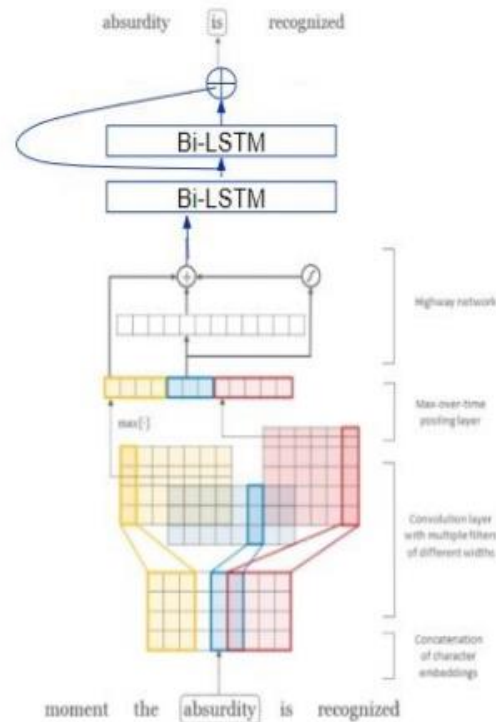 absurdity is recognized
Bi-LSTM
Bi-LSTM
Highway network
max[·]
Max-over-time
pooling layer
Convolution layer
with multiple filters
of different widths
Concatenation
of character
embeddings
moment the absurdity is recognized